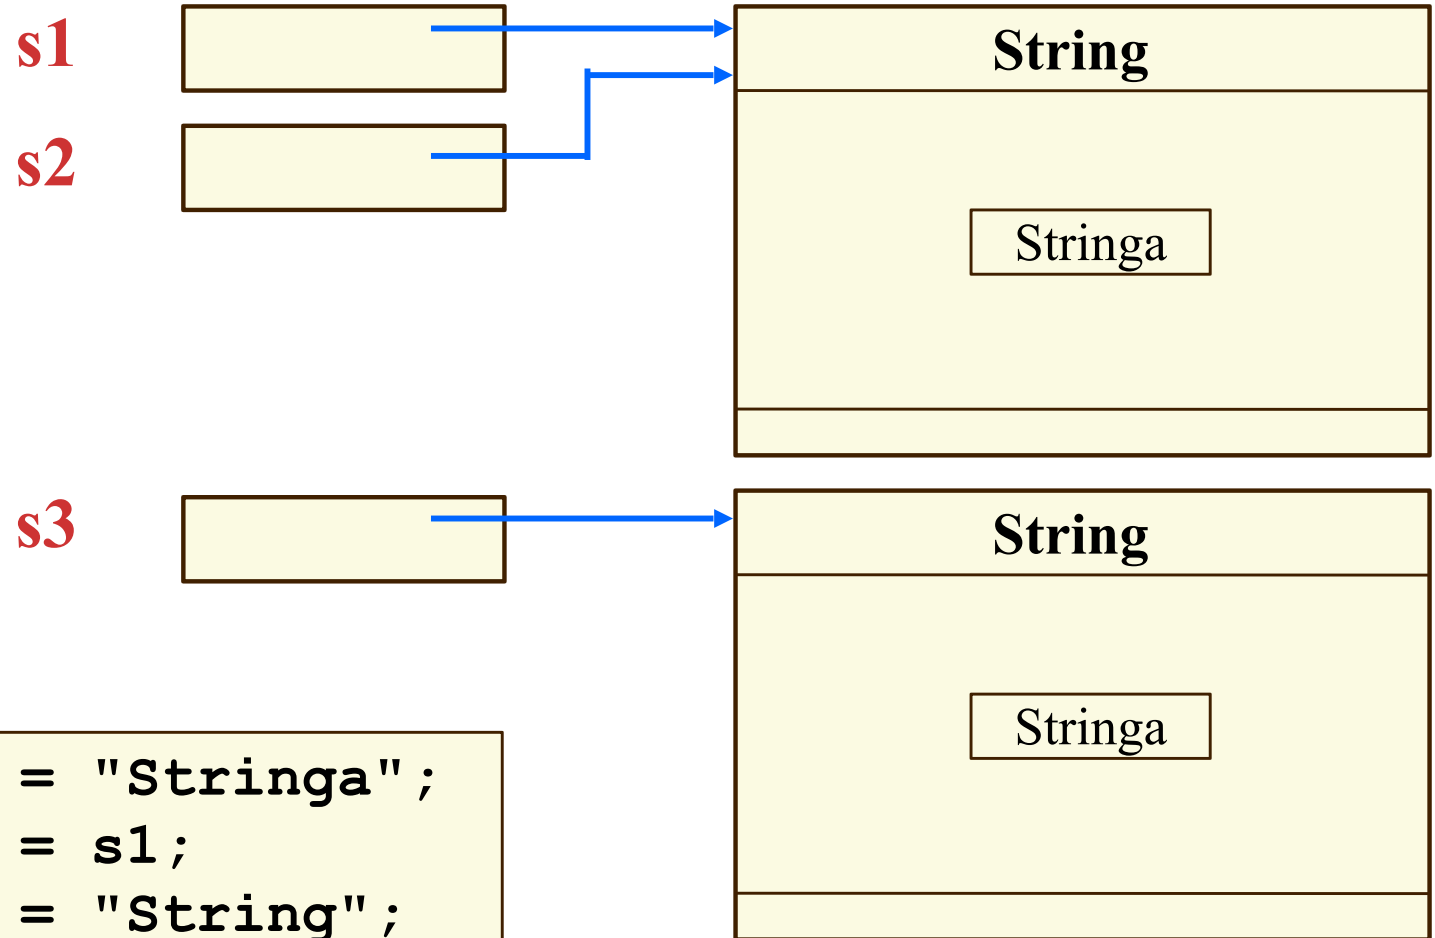 s1
String
s2
Stringa
s3
String
Stringa
= "Stringa";
= s1;
= "String";